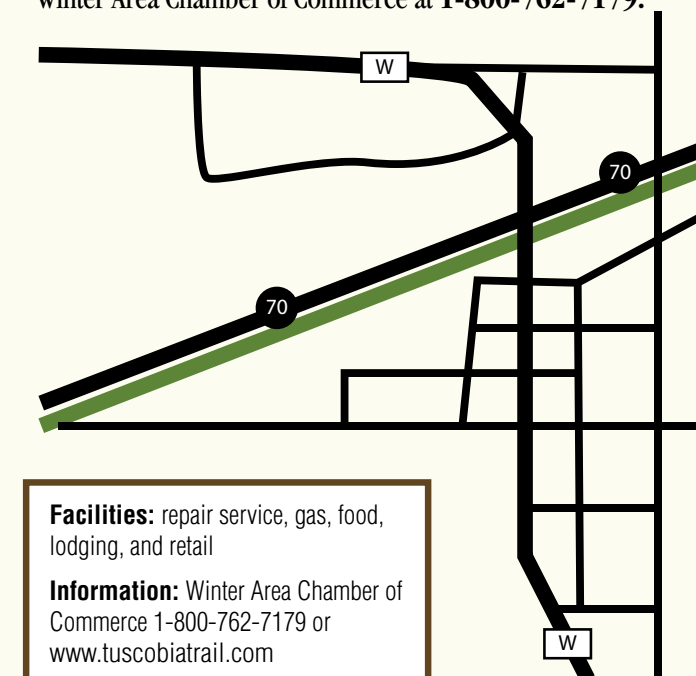 Winter Area Chamber of Commerce at 1-800-762-7179.
W
70
70
Facilities: repair service, gas, food,
lodging, and retail
Information: Winter Area Chamber of
Commerce 1-800-762-7179 or
www.tuscobiatrail.com
W